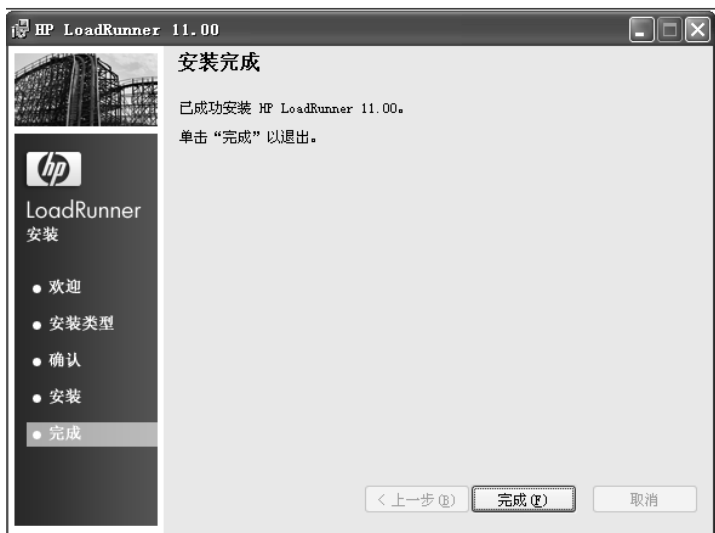 HP LoadRunner 11.00
安装完成
已成功安装 HP LoadRunner 11.00。
单击“完成”以退出。
hp
LoadRunner
安装
欢迎
安装类型
确认
安装
完成
< 上一步(B)
完成(F)
取消